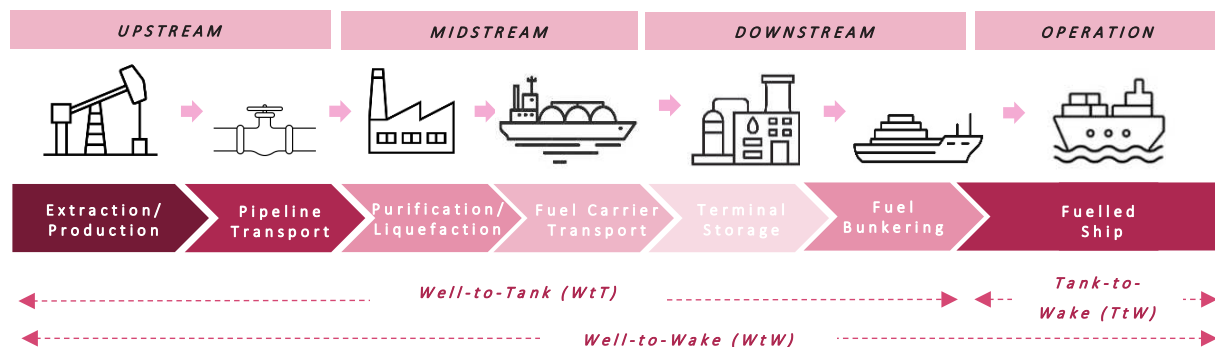 UPSTREAM
MIDSTREAM
DOWNSTREAM
OPERATION
Extraction/
Production
Pipeline
Transport
Purification/
Liquefaction
Fuel Carrier
Transport
Terminal
Storage
Fuel
Bunkering
Fuelled
Ship
Well-to-Tank (WtT)
Tank-to-
Wake (TtW)
Well-to-Wake (WtW)